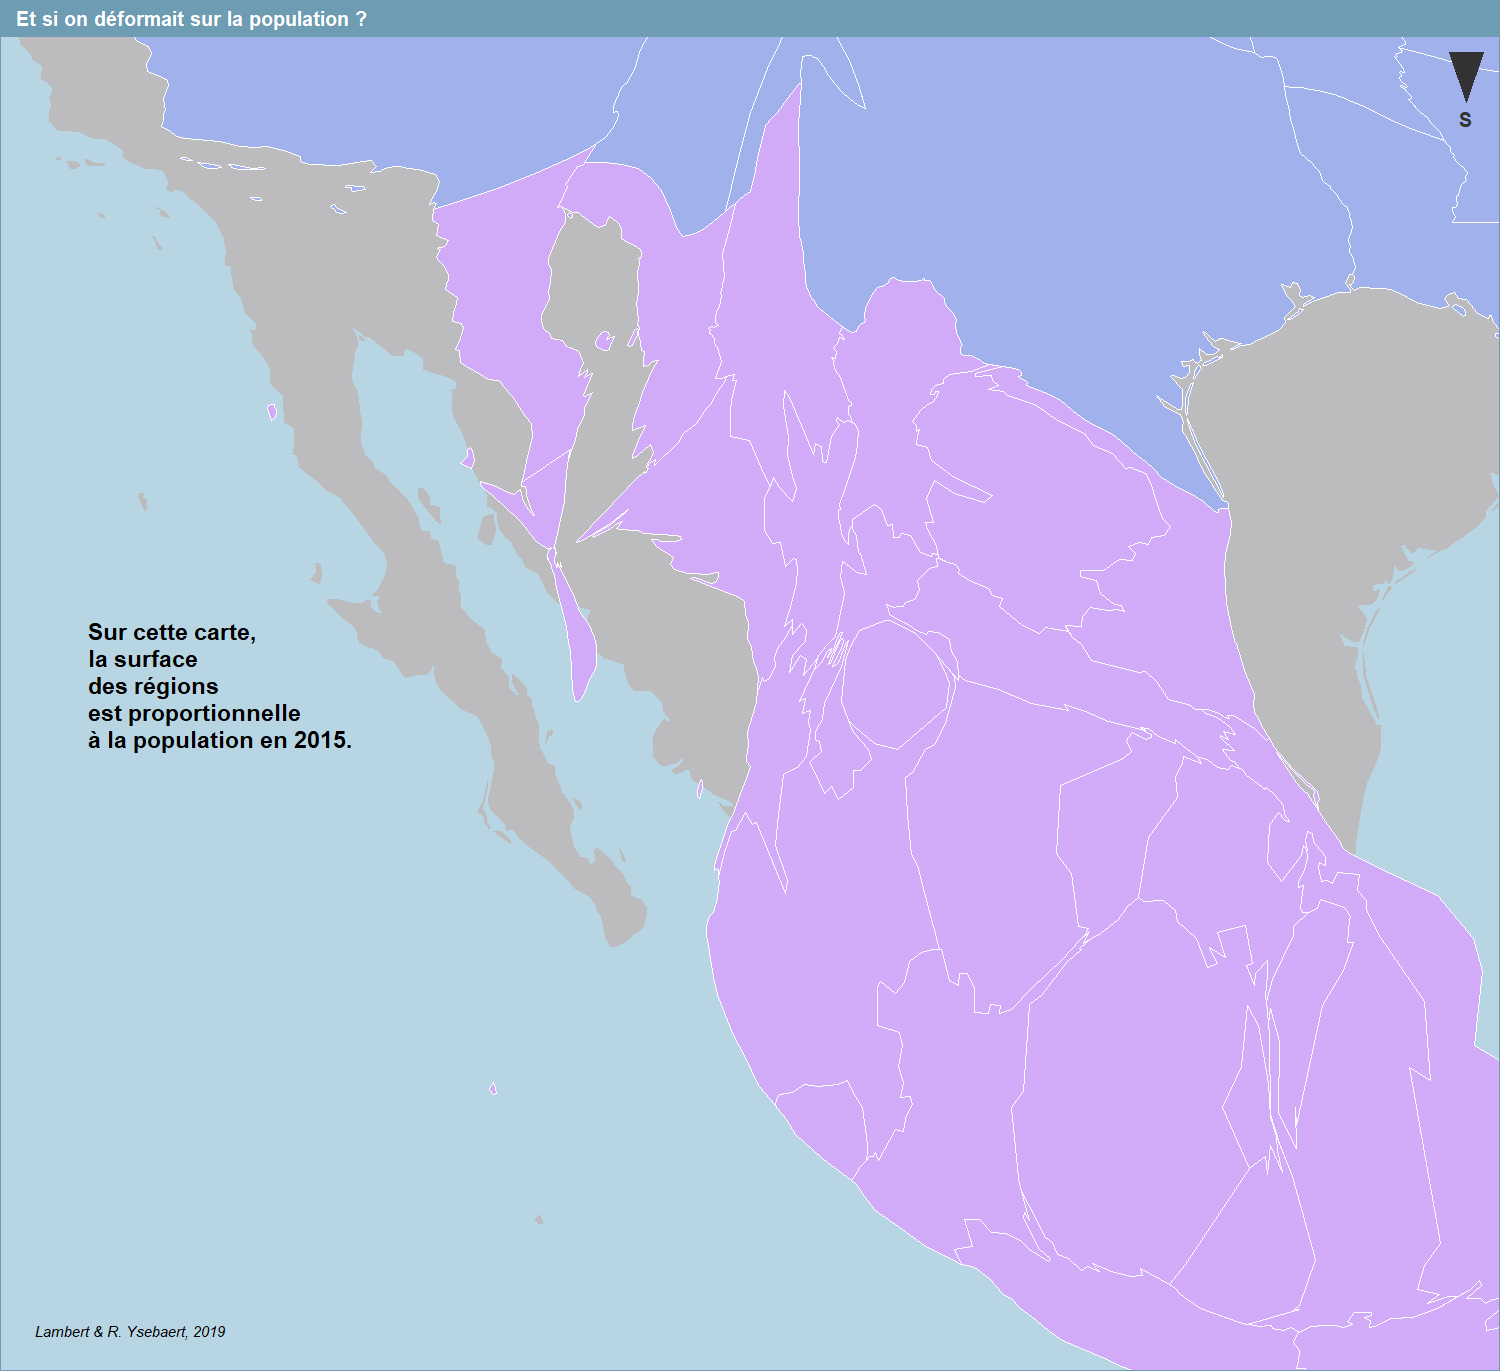 Et si on déformait sur la population ?
S
Sur cette carte,
la surface
des régions
est proportionnelle
à la population en 2015.
Lambert & R. Ysebaert, 2019